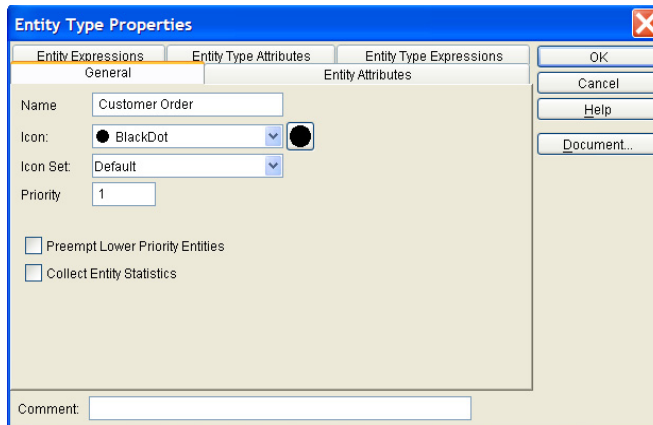 Entity Type Properties
Entity Expressions Entity Type Attributes Entity Type Expressions
General Entity Attributes
OK
Cancel
Help
Document...
Name Customer Order
Icon: BlackDot
Icon Set: Default
Priority 1
Preempt Lower Priority Entities
Collect Entity Statistics
Comment: